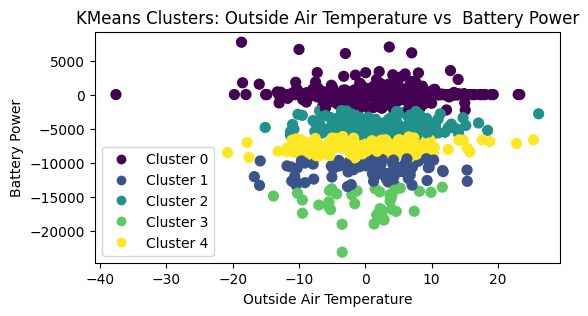 KMeans Clusters: Outside Air Temperature vs  Battery Power
Battery Power
5000
0
−5000
−10000
−15000
−20000
Cluster 0
Cluster 1
Cluster 2
Cluster 3
Cluster 4
−40 −30 −20 −10 0 10 20
Outside Air Temperature